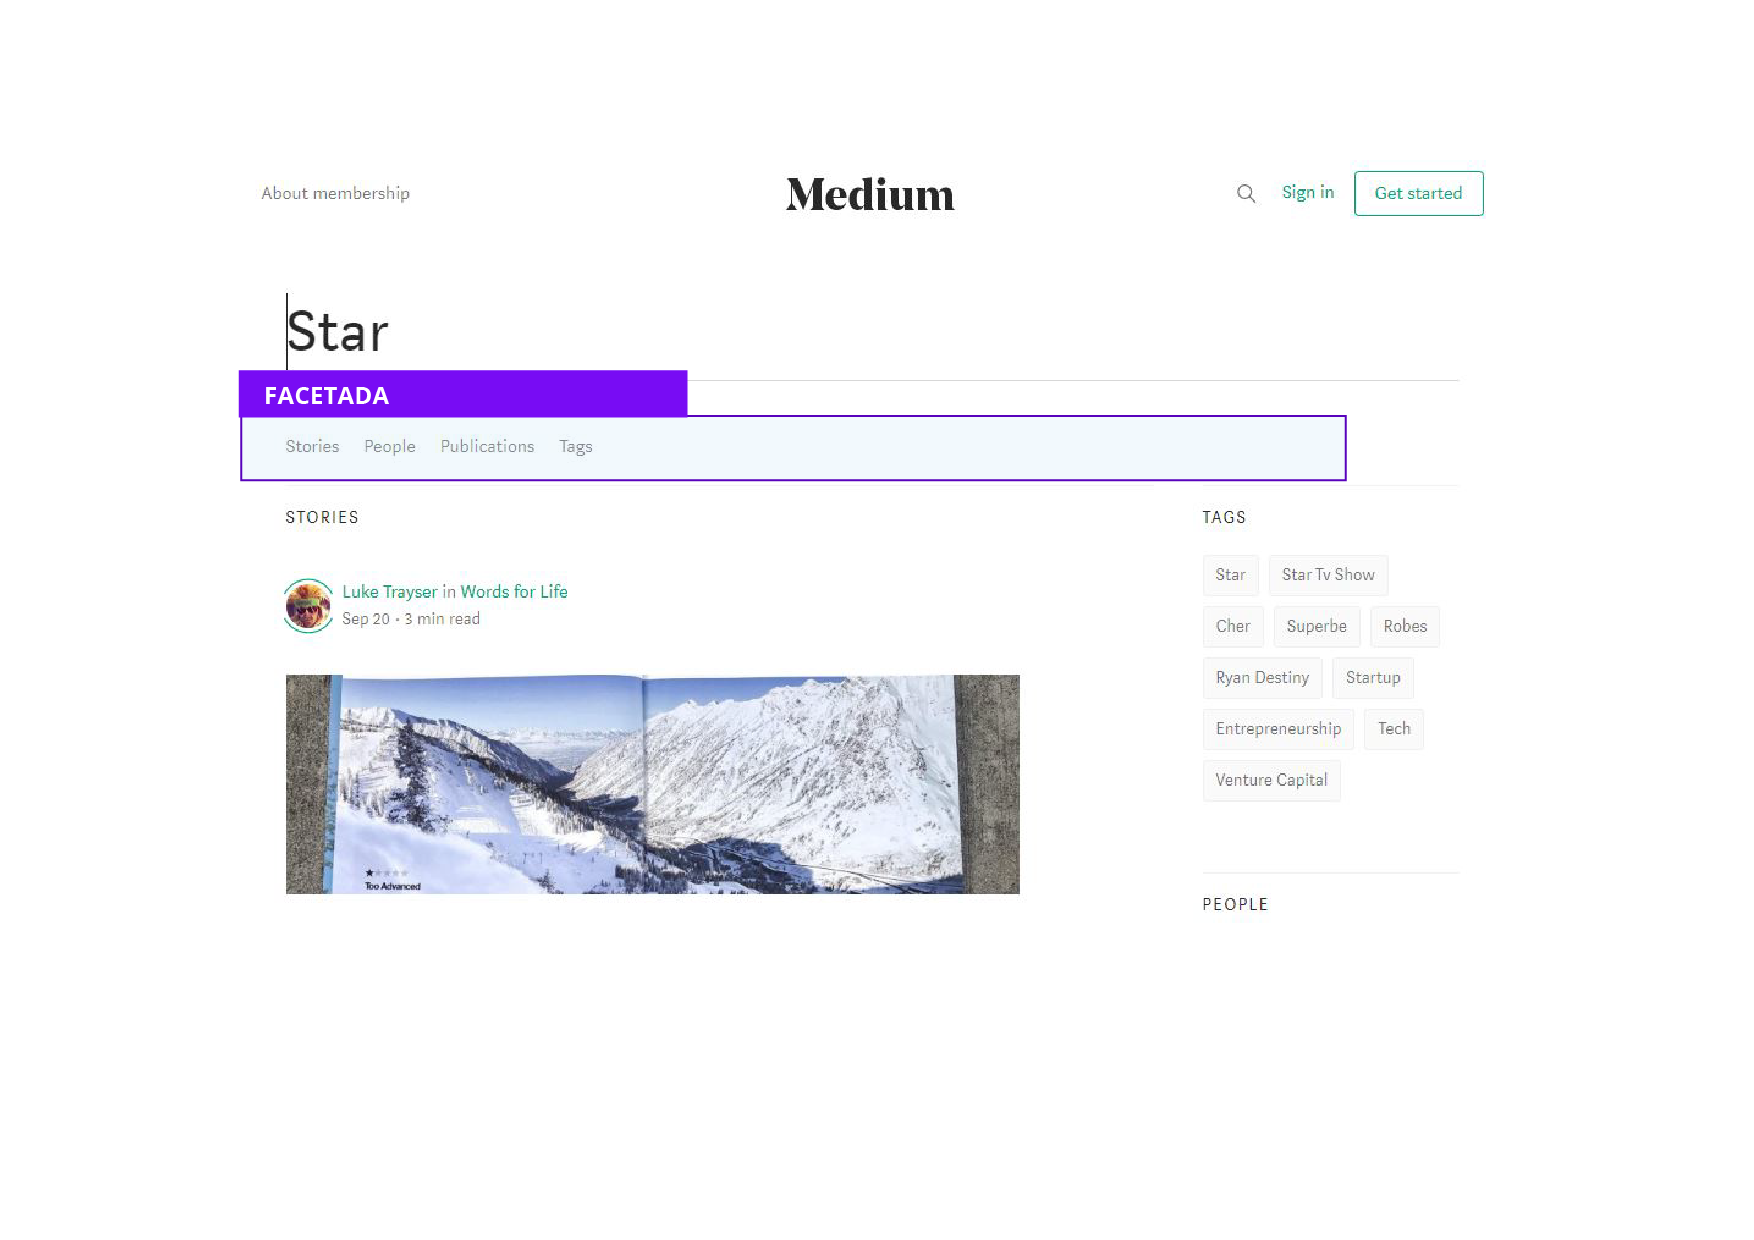 About membership
Medium
Sign in
Get started
Star
FACETADA
Stories People Publications Tags
STORIES
Luke Trayser in Words for Life
Sep 20 · 3 min read
Too Advanced
TAGS
Star
Star Tv Show
Cher
Superbe
Robes
Ryan Destiny
Startup
Entrepreneurship
Tech
Venture Capital
PEOPLE